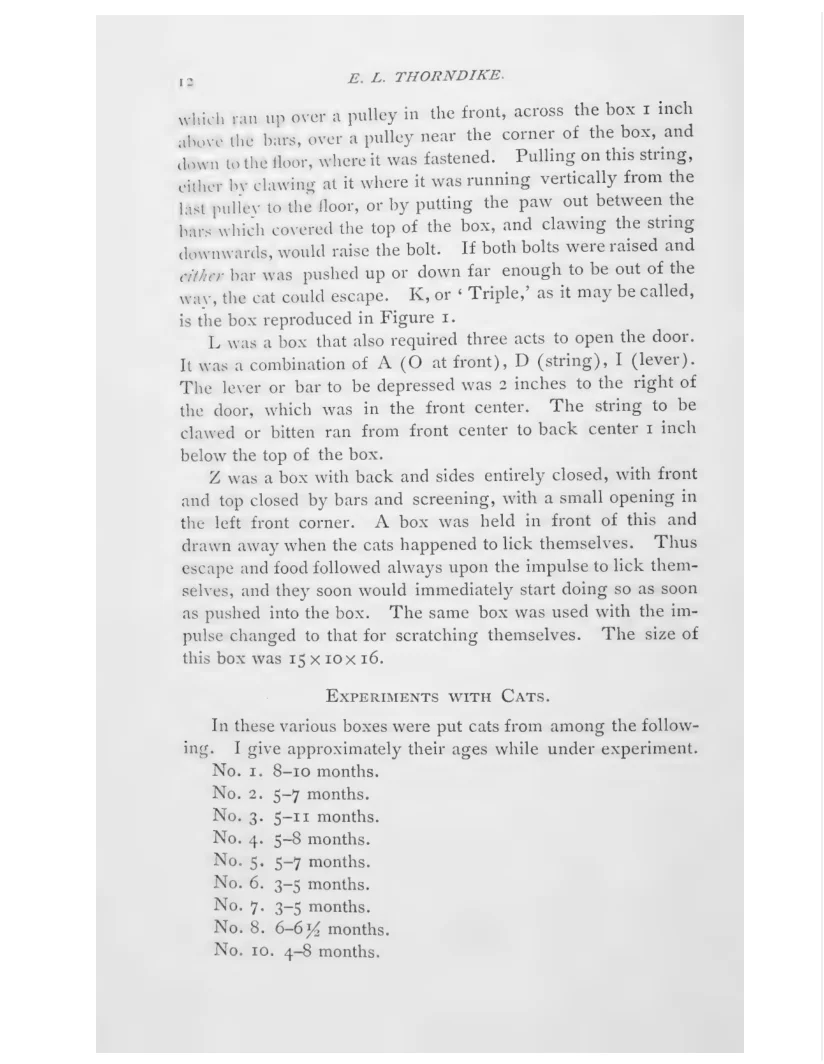 12
E. L. THORNDIKE.
which ran up over a pulley in the front, across the box 1 inch
above the bars, over a pulley near the corner of the box, and
down to the floor, where it was fastened. Pulling on this string,
either by clawing at it where it was running vertically from the
last pulley to the floor, or by putting the paw out between the
bars which covered the top of the box, and clawing the string
downwards, would raise the bolt. If both bolts were raised and
either bar was pushed up or down far enough to be out of the
way, the cat could escape. K, or ‘ Triple,’ as it may be called,
is the box reproduced in Figure 1.
L was a box that also required three acts to open the door.
It was a combination of A (O at front), D (string), I (lever).
The lever or bar to be depressed was 2 inches to the right of
the door, which was in the front center. The string to be
clawed or bitten ran from front center to back center 1 inch
below the top of the box.
Z was a box with back and sides entirely closed, with front
and top closed by bars and screening, with a small opening in
the left front corner. A box was held in front of this and
drawn away when the cats happened to lick themselves. Thus
escape and food followed always upon the impulse to lick them-
selves, and they soon would immediately start doing so as soon
as pushed into the box. The same box was used with the im-
pulse changed to that for scratching themselves. The size of
this box was 15 x 10 x 16.
EXPERIMENTS WITH CATS.
In these various boxes were put cats from among the follow-
ing. I give approximately their ages while under experiment.
No. 1. 8–10 months.
No. 2. 5–7 months.
No. 3. 5–11 months.
No. 4. 5–8 months.
No. 5. 5–7 months.
No. 6. 3–5 months.
No. 7. 3–5 months.
No. 8. 6–6½ months.
No. 10. 4–8 months.